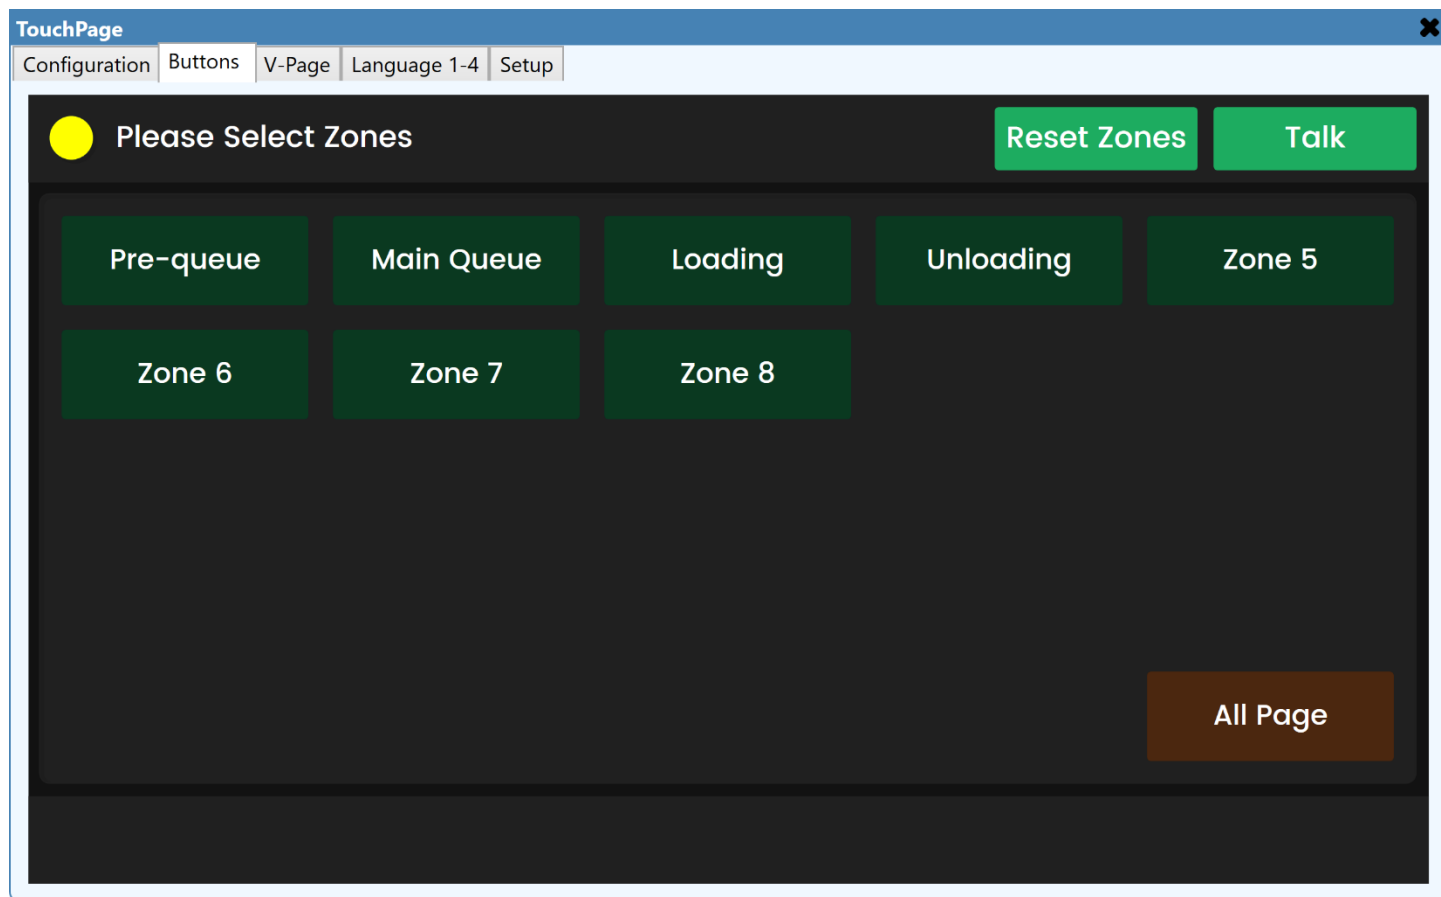 TouchPage
Configuration Buttons V-Page Language 1-4 Setup
Please Select Zones Reset Zones Talk
Pre-queue Main Queue Loading Unloading Zone 5
Zone 6 Zone 7 Zone 8
All Page